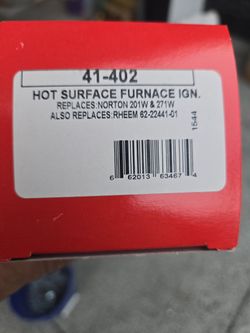 41-402
HOT SURFACE FURNACE IGN.
REPLACES:NORTON 201W & 271W
ALSO REPLACES:RHEEM 62-22441-01
1544
6 62013 63467 4